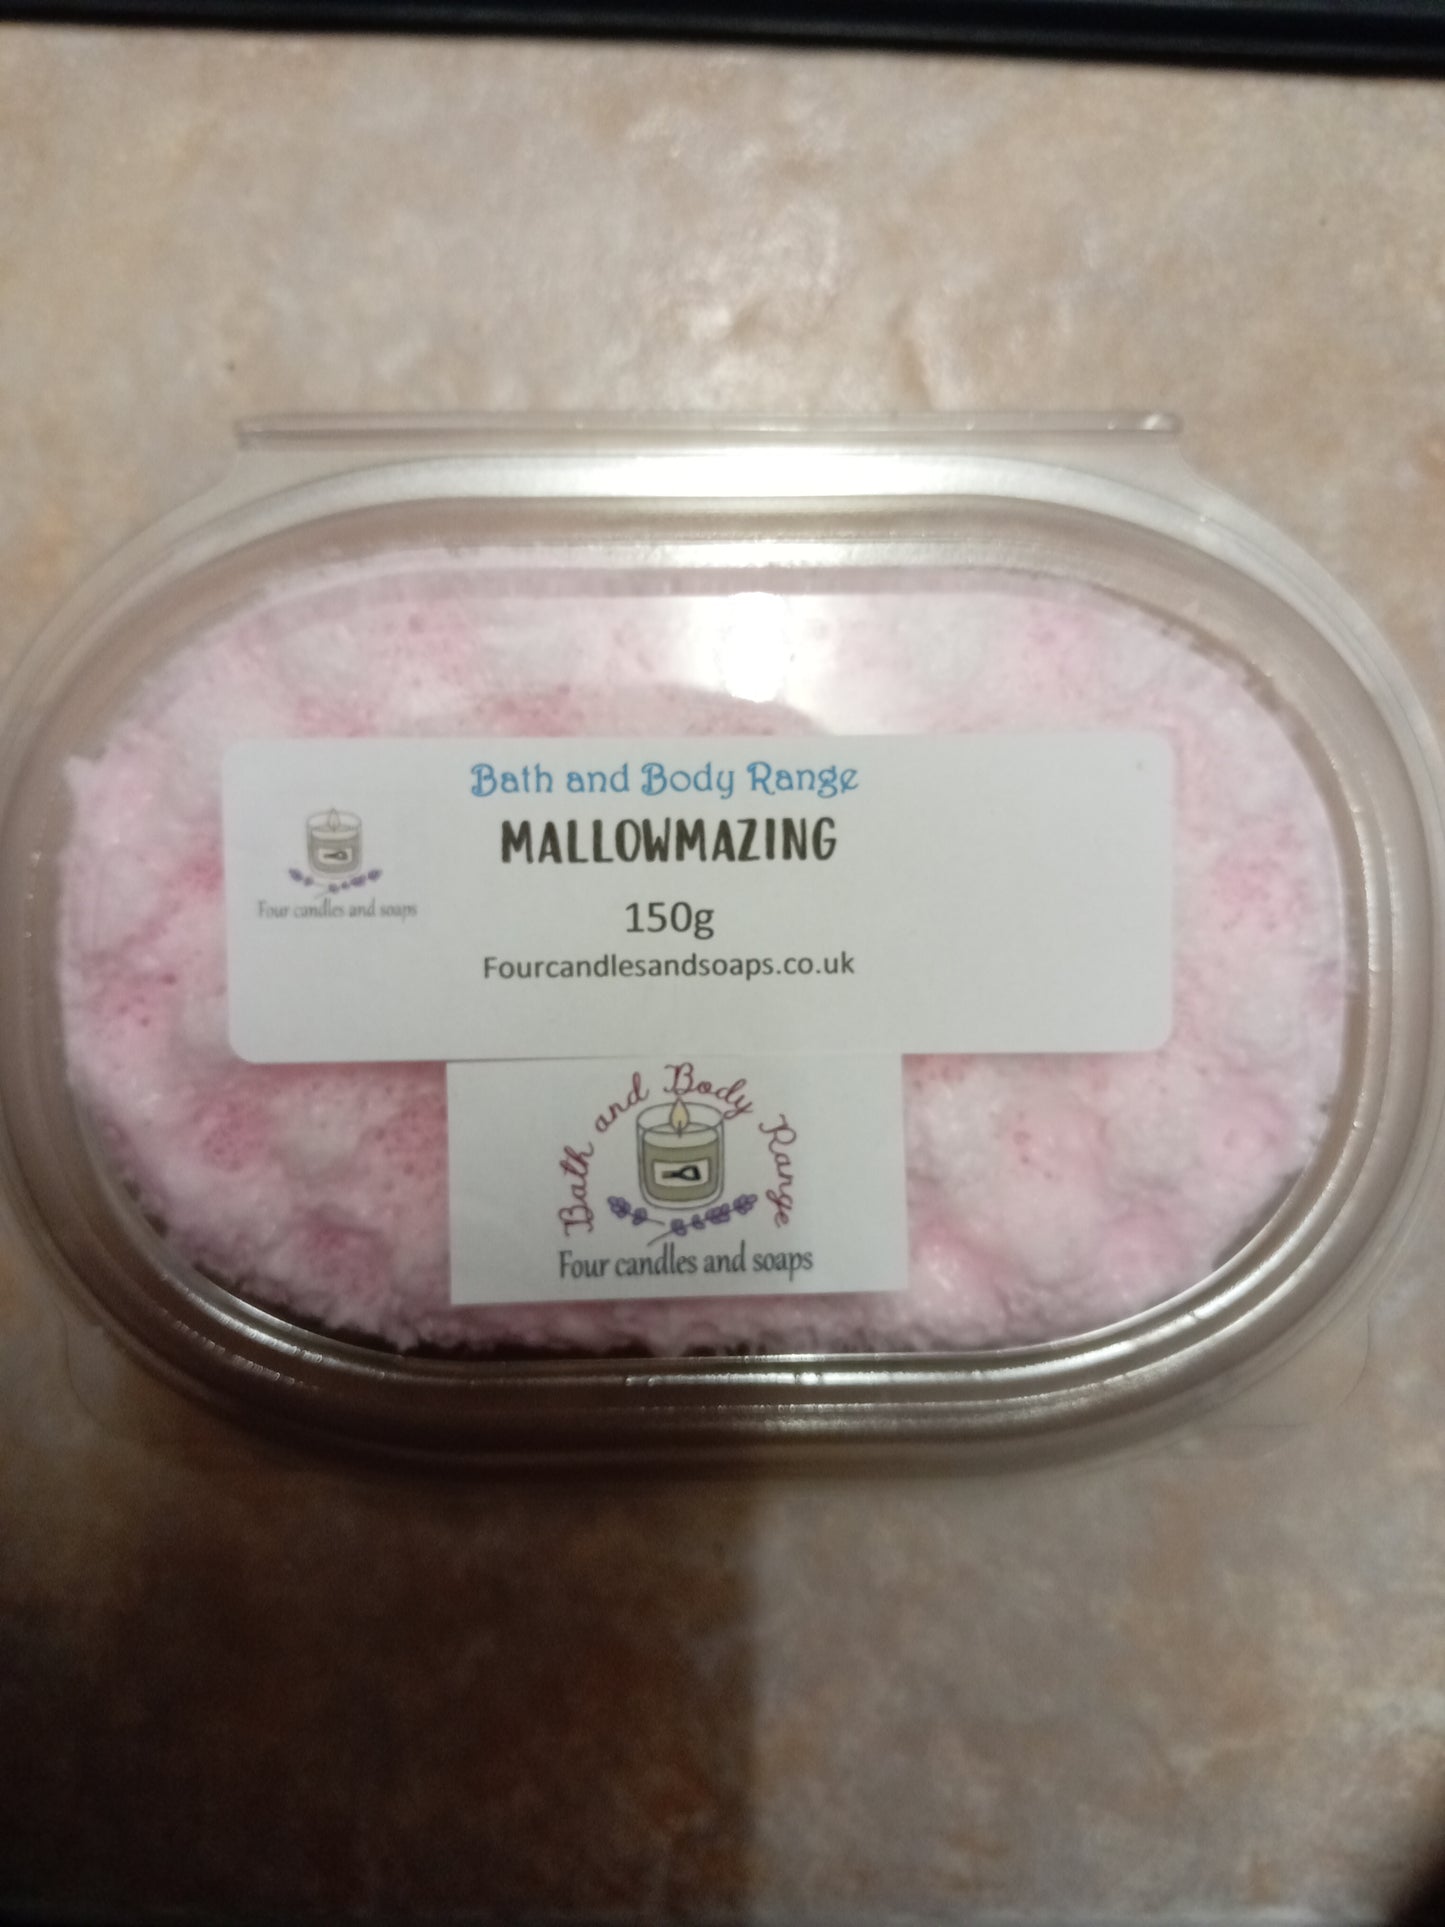 Bath and Body Range
MALLOWMAZING
Four candles and soaps
150g
Fourcandlesandsoaps.co.uk
Bath and Body Range
Four candles and soaps